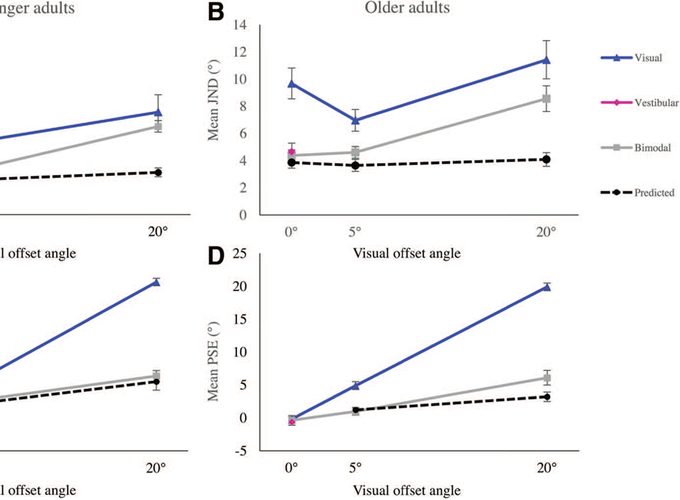 nger adults
20°
l offset angle
B
Older adults
Mean JND (°)
14
12
10
8
6
4
2
0
0°
5°
20°
Visual offset angle
Visual
Vestibular
Bimodal
Predicted
20°
l offset angle
D
Mean PSE (°)
25
20
15
10
5
0
-5
0°
5°
20°
Visual offset angle